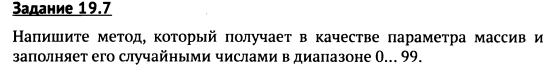 Задание 19.7
Напишите метод, который получает в качестве параметра массив и
заполняет его случайными числами в диапазоне 0... 99.